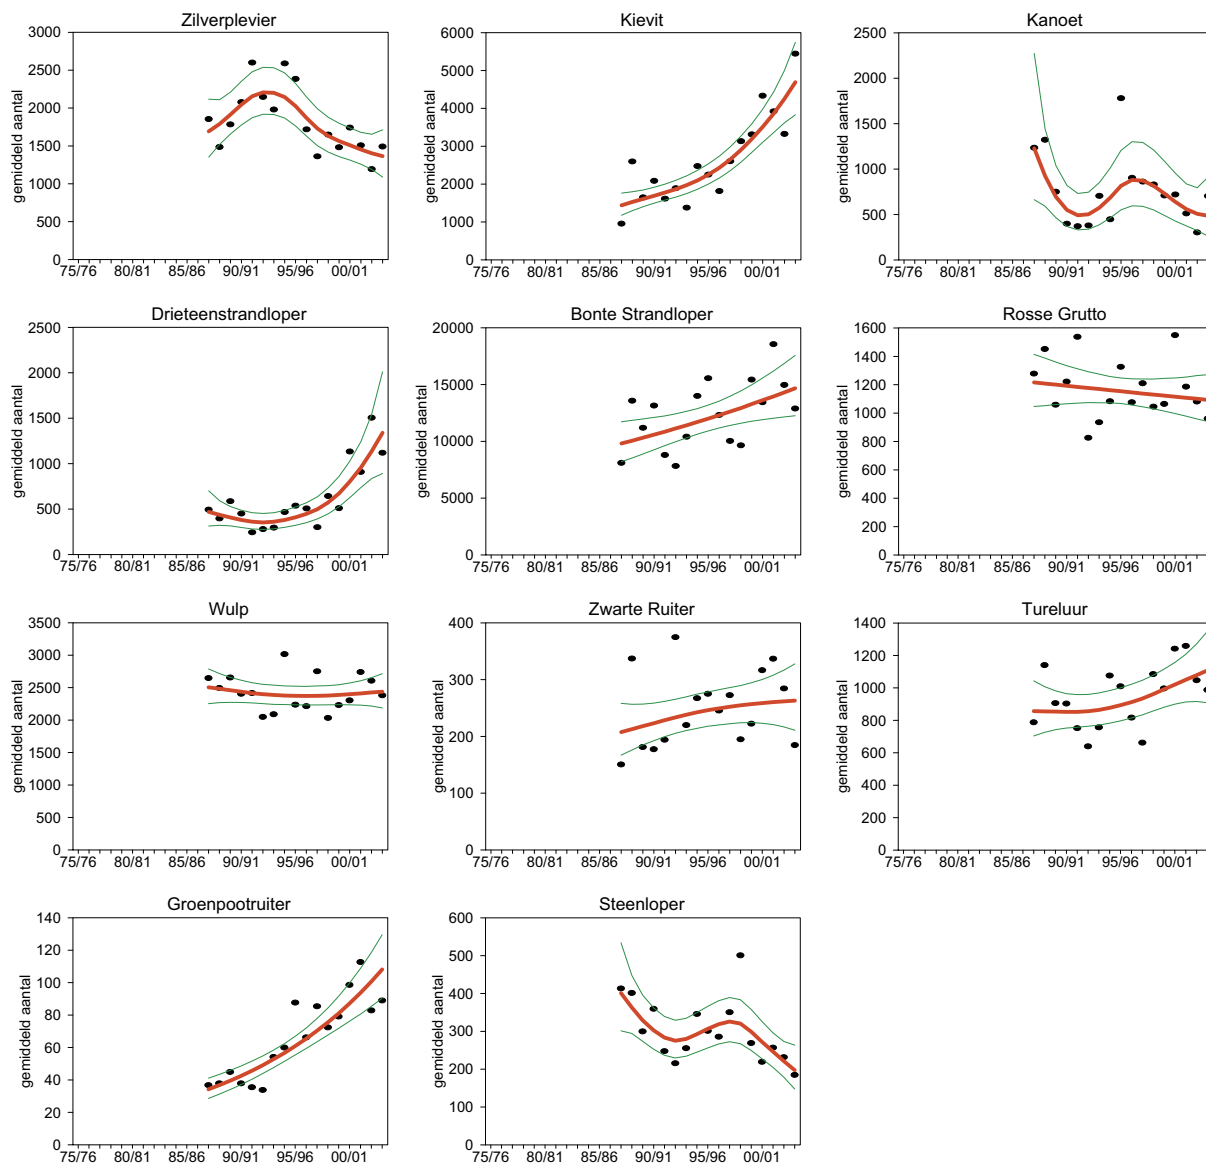 Zilverplevier
gemiddeld aantal
3000
2500
2000
1500
1000
500
0
75/76 80/81 85/86 90/91 95/96 00/01
Kievit
gemiddeld aantal
6000
5000
4000
3000
2000
1000
0
75/76 80/81 85/86 90/91 95/96 00/01
Kanoet
gemiddeld aantal
2500
2000
1500
1000
500
0
75/76 80/81 85/86 90/91 95/96 00/01
Drieteenstrandloper
gemiddeld aantal
2500
2000
1500
1000
500
0
75/76 80/81 85/86 90/91 95/96 00/01
Bonte Strandloper
gemiddeld aantal
20000
15000
10000
5000
0
75/76 80/81 85/86 90/91 95/96 00/01
Rosse Grutto
gemiddeld aantal
1600
1400
1200
1000
800
600
400
200
0
75/76 80/81 85/86 90/91 95/96 00/01
Wulp
gemiddeld aantal
3500
3000
2500
2000
1500
1000
500
0
75/76 80/81 85/86 90/91 95/96 00/01
Zwarte Ruiter
gemiddeld aantal
400
300
200
100
0
75/76 80/81 85/86 90/91 95/96 00/01
Tureluur
gemiddeld aantal
1400
1200
1000
800
600
400
200
0
75/76 80/81 85/86 90/91 95/96 00/01
Groenpootruiter
gemiddeld aantal
140
120
100
80
60
40
20
0
75/76 80/81 85/86 90/91 95/96 00/01
Steenloper
gemiddeld aantal
600
500
400
300
200
100
0
75/76 80/81 85/86 90/91 95/96 00/01